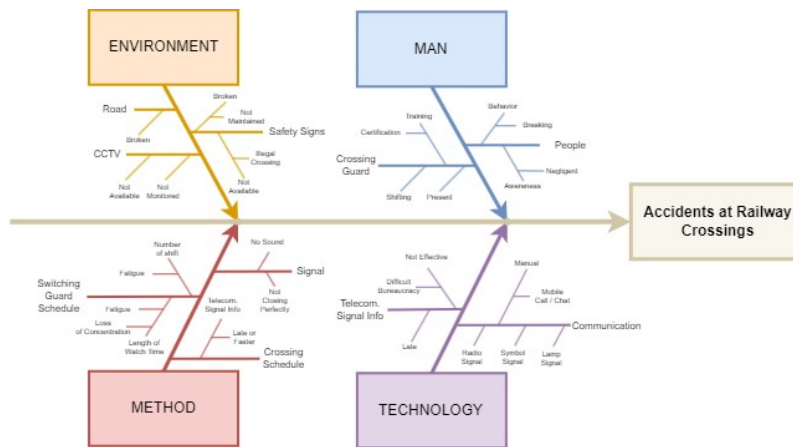 ENVIRONMENT
MAN
Broken
Road
Not
Maintained
Safety Signs
Broken
CCTV
Illegal
Crossing
Not
Available
Not
Monitored
Not
Available
Training
Behavior
Certification
Breaking
Crossing
Guard
People
Negligent
Shifting
Present
Awareness
Accidents at Railway
Crossings
Number
of shift
No Sound
Fatigue
Signal
Switching
Guard
Schedule
Not
Closing
Perfectly
Fatigue
Telecom.
Signal Info
Loss
of Concentration
Length of
Watch Time
Late or
Faster
Crossing
Schedule
Not Effective
Manual
Difficult
Bureaucracy
Mobile
Call / Chat
Telecom.
Signal Info
Communication
Late
Radio
Signal
Symbol
Signal
Lamp
Signal
METHOD
TECHNOLOGY